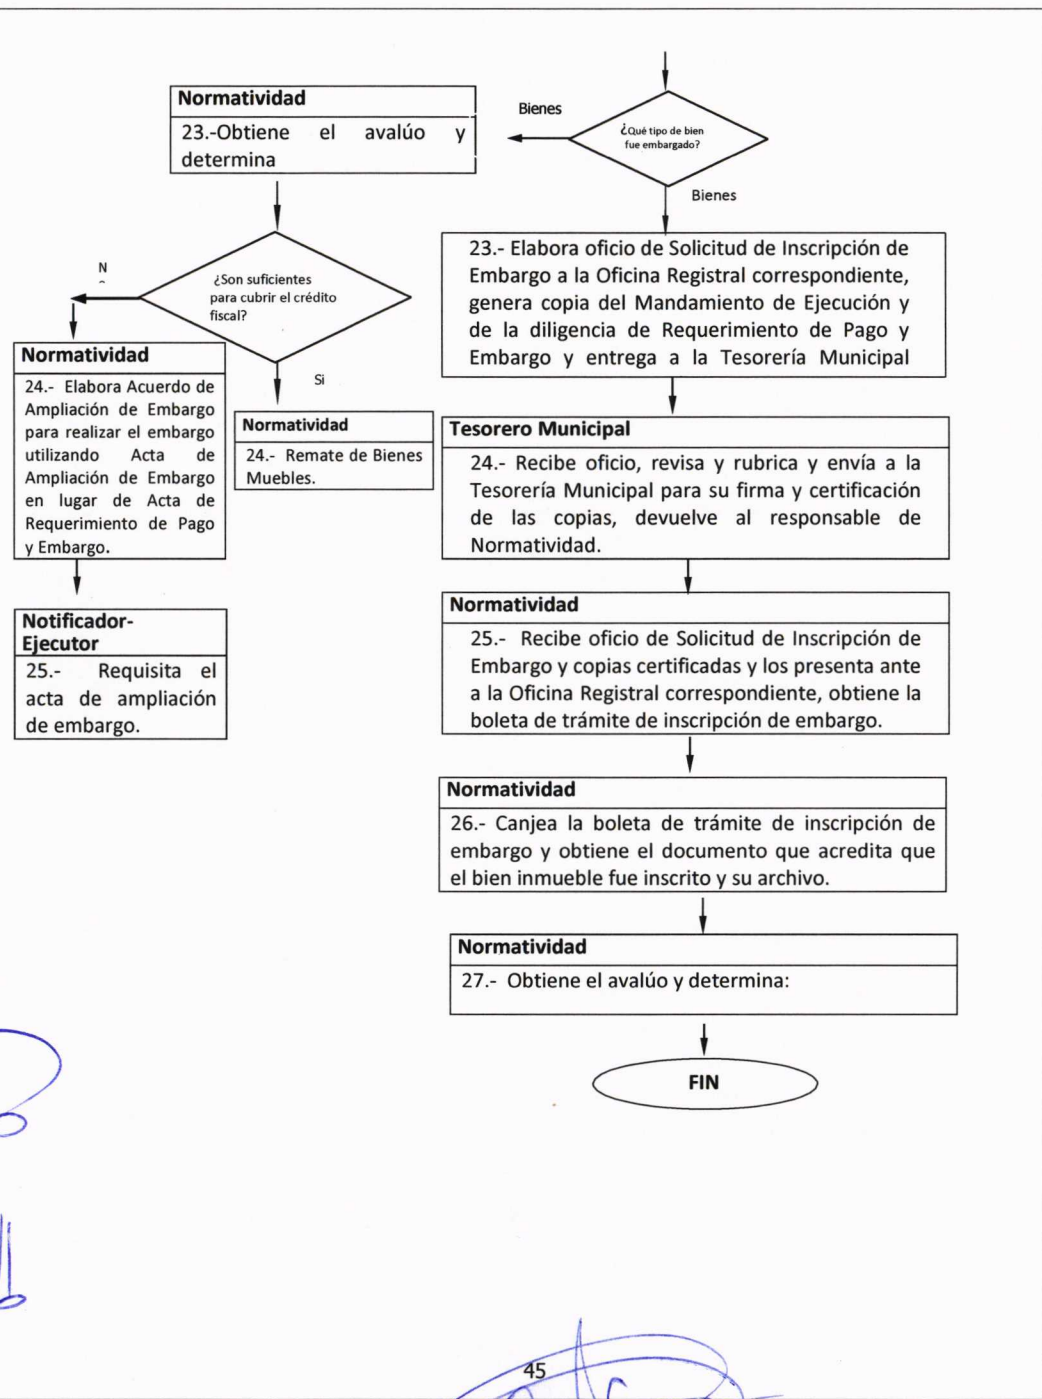 Normatividad
23.-Obtiene el avalúo y
determina
Bienes
¿Qué tipo de bien
fue embargado?
Bienes
¿Son suficientes
para cubrir el crédito
fiscal?
N
Si
Normatividad
24.- Elabora Acuerdo de
Ampliación de Embargo
para realizar el embargo
utilizando Acta de
Ampliación de Embargo
en lugar de Acta de
Requerimiento de Pago
y Embargo.
Normatividad
24.- Remate de Bienes
Muebles.
Notificador-
Ejecutor
25.- Requisita el
acta de ampliación
de embargo.
23.- Elabora oficio de Solicitud de Inscripción de
Embargo a la Oficina Registral correspondiente,
genera copia del Mandamiento de Ejecución y
de la diligencia de Requerimiento de Pago y
Embargo y entrega a la Tesorería Municipal
Tesorero Municipal
24.- Recibe oficio, revisa y rubrica y envía a la
Tesorería Municipal para su firma y certificación
de las copias, devuelve al responsable de
Normatividad.
Normatividad
25.- Recibe oficio de Solicitud de Inscripción de
Embargo y copias certificadas y los presenta ante
a la Oficina Registral correspondiente, obtiene la
boleta de trámite de inscripción de embargo.
Normatividad
26.- Canjea la boleta de trámite de inscripción de
embargo y obtiene el documento que acredita que
el bien inmueble fue inscrito y su archivo.
Normatividad
27.- Obtiene el avalúo y determina:
FIN
45